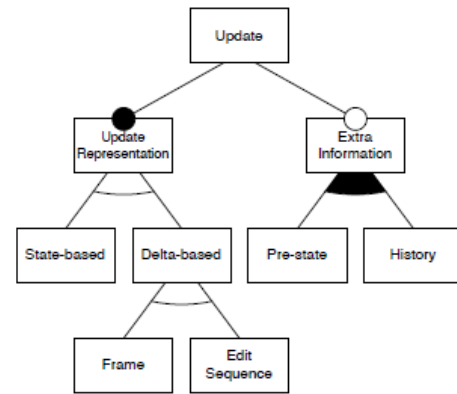 Update
Update
Representation
Extra
Information
State-based
Delta-based
Pre-state
History
Frame
Edit
Sequence